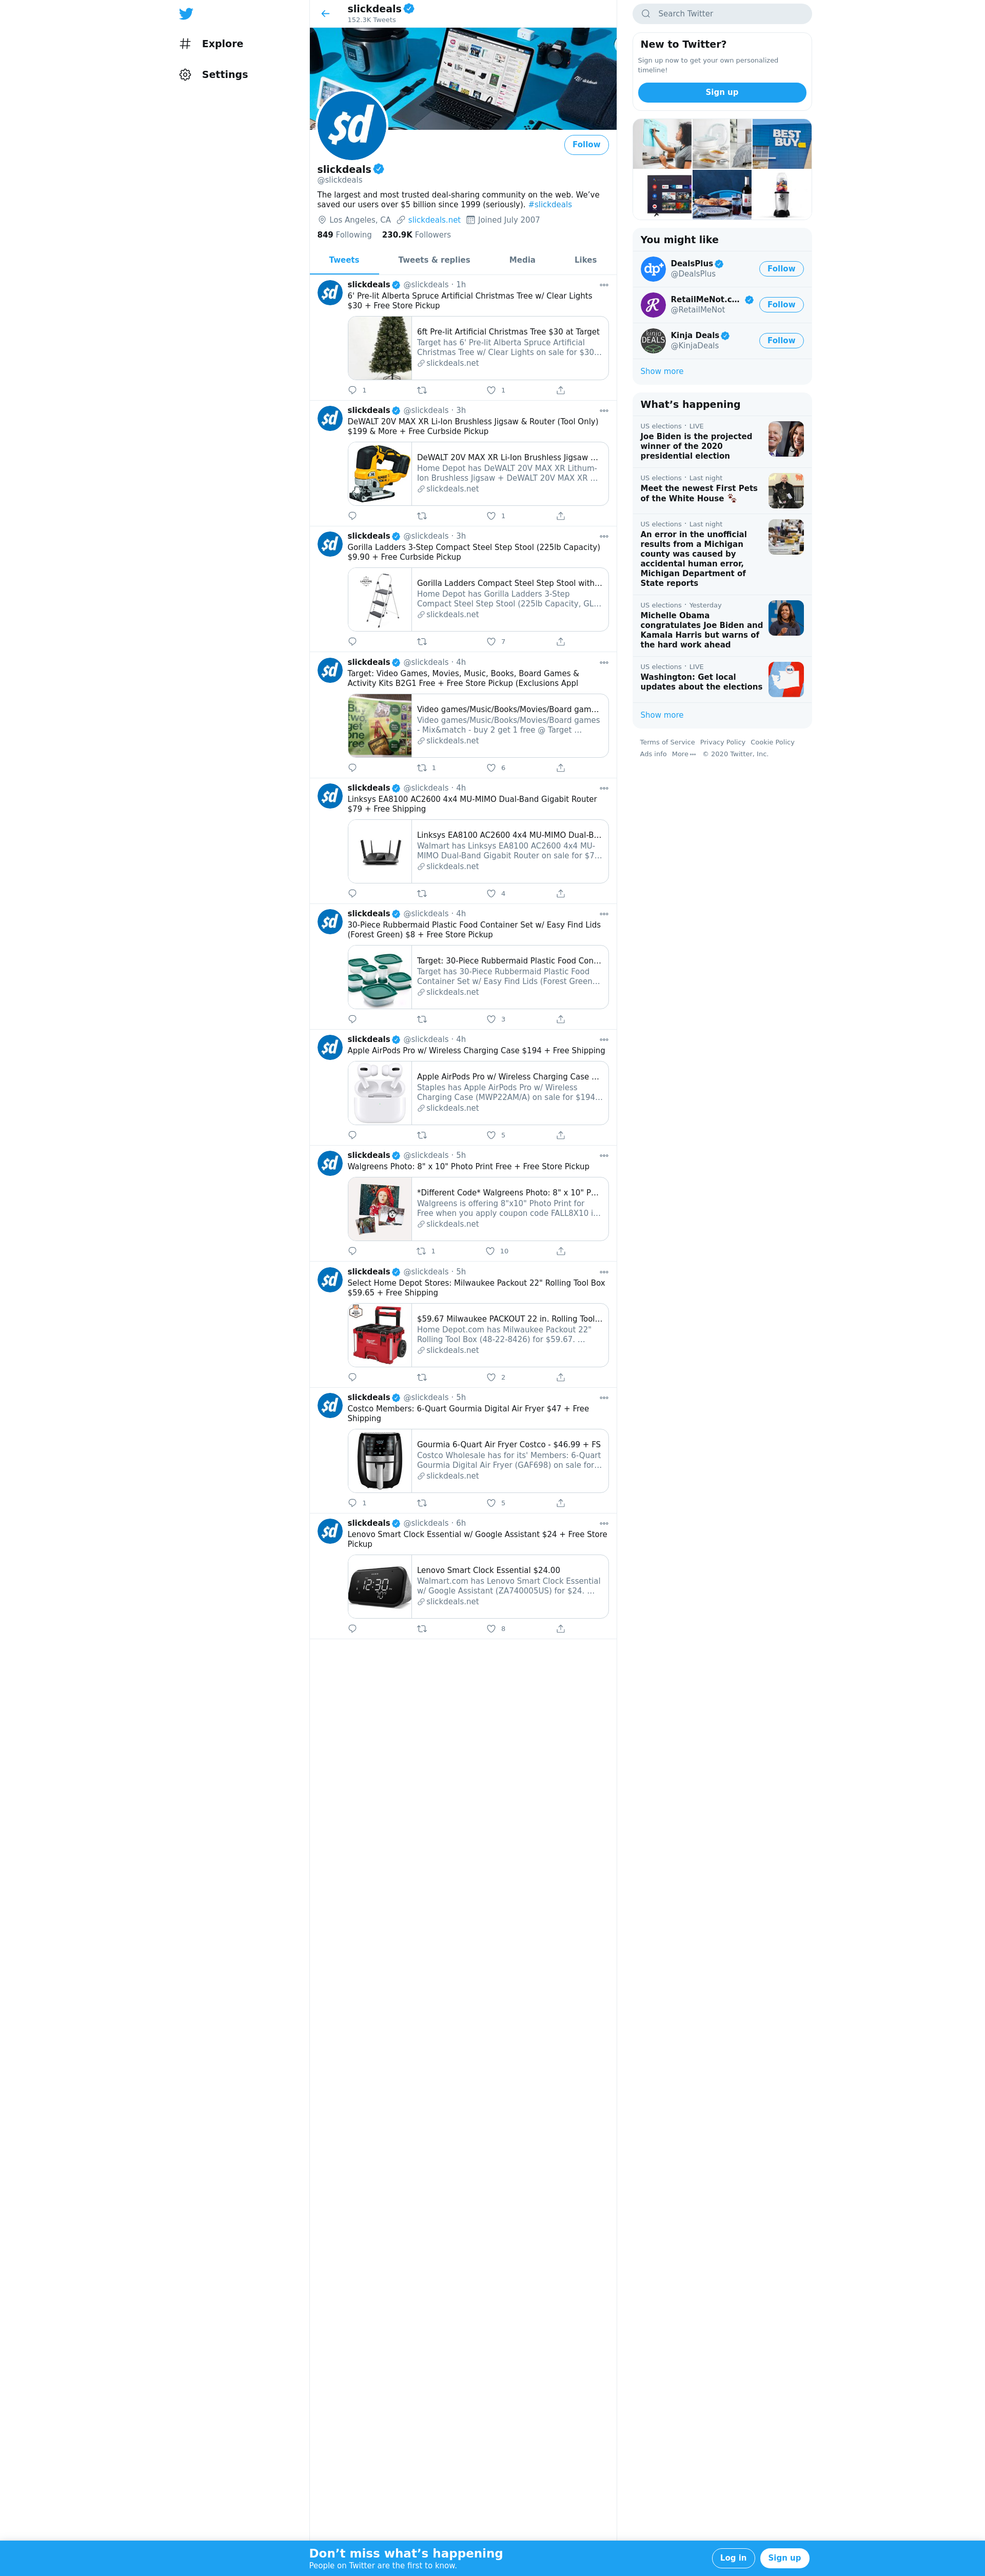 Explore
Settings
slickdeals
152.3K Tweets
$d
Follow
slickdeals
@slickdeals
The largest and most trusted deal-sharing community on the web. We've
saved our users over $5 billion since 1999 (seriously). #slickdeals
Los Angeles, CA slickdeals.net Joined July 2007
849 Following 230.9K Followers
Tweets Tweets & replies Media Likes
slickdeals @slickdeals · 1h
6' Pre-lit Alberta Spruce Artificial Christmas Tree w/ Clear Lights
$30 + Free Store Pickup
6ft Pre-lit Artificial Christmas Tree $30 at Target
Target has 6' Pre-lit Alberta Spruce Artificial
Christmas Tree w/ Clear Lights on sale for $30...
slickdeals.net
1 1
slickdeals @slickdeals · 3h
DeWALT 20V MAX XR Li-Ion Brushless Jigsaw & Router (Tool Only)
$199 & More + Free Curbside Pickup
DeWALT 20V MAX XR Li-Ion Brushless Jigsaw ...
Home Depot has DeWALT 20V MAX XR Lithum-
Ion Brushless Jigsaw + DeWALT 20V MAX XR ...
slickdeals.net
1
slickdeals @slickdeals · 3h
Gorilla Ladders 3-Step Compact Steel Step Stool (225lb Capacity)
$9.90 + Free Curbside Pickup
Gorilla Ladders Compact Steel Step Stool with...
Home Depot has Gorilla Ladders 3-Step
Compact Steel Step Stool (225lb Capacity, GL...
slickdeals.net
7
slickdeals @slickdeals · 4h
Target: Video Games, Movies, Music, Books, Board Games &
Activity Kits B2G1 Free + Free Store Pickup (Exclusions Appl
Video games/Music/Books/Movies/Board gam...
Video games/Music/Books/Movies/Board games
- Mix&match - buy 2 get 1 free @ Target ...
slickdeals.net
1 6
slickdeals @slickdeals · 4h
Linksys EA8100 AC2600 4x4 MU-MIMO Dual-Band Gigabit Router
$79 + Free Shipping
Linksys EA8100 AC2600 4x4 MU-MIMO Dual-B...
Walmart has Linksys EA8100 AC2600 4x4 MU-
MIMO Dual-Band Gigabit Router on sale for $7...
slickdeals.net
4
slickdeals @slickdeals · 4h
30-Piece Rubbermaid Plastic Food Container Set w/ Easy Find Lids
(Forest Green) $8 + Free Store Pickup
Target: 30-Piece Rubbermaid Plastic Food Con...
Target has 30-Piece Rubbermaid Plastic Food
Container Set w/ Easy Find Lids (Forest Green...
slickdeals.net
3
slickdeals @slickdeals · 4h
Apple AirPods Pro w/ Wireless Charging Case $194 + Free Shipping
Apple AirPods Pro w/ Wireless Charging Case ...
Staples has Apple AirPods Pro w/ Wireless
Charging Case (MWP22AM/A) on sale for $194...
slickdeals.net
5
slickdeals @slickdeals · 5h
Walgreens Photo: 8" x 10" Photo Print Free + Free Store Pickup
*Different Code* Walgreens Photo: 8" x 10" P...
Walgreens is offering 8"x10" Photo Print for
Free when you apply coupon code FALL8X10 i...
slickdeals.net
1 10
slickdeals @slickdeals · 5h
Select Home Depot Stores: Milwaukee Packout 22" Rolling Tool Box
$59.65 + Free Shipping
$59.67 Milwaukee PACKOUT 22 in. Rolling Tool...
Home Depot.com has Milwaukee Packout 22"
Rolling Tool Box (48-22-8426) for $59.67. ...
slickdeals.net
2
slickdeals @slickdeals · 5h
Costco Members: 6-Quart Gourmia Digital Air Fryer $47 + Free
Shipping
Gourmia 6-Quart Air Fryer Costco - $46.99 + FS
Costco Wholesale has for its' Members: 6-Quart
Gourmia Digital Air Fryer (GAF698) on sale for...
slickdeals.net
1 5
slickdeals @slickdeals · 6h
Lenovo Smart Clock Essential w/ Google Assistant $24 + Free Store
Pickup
12:30
Lenovo Smart Clock Essential $24.00
Walmart.com has Lenovo Smart Clock Essential
w/ Google Assistant (ZA740005US) for $24. ...
slickdeals.net
8
Search Twitter
New to Twitter?
Sign up now to get your own personalized
timeline!
Sign up
BEST
BUY
You might like
DealsPlus
@DealsPlus
Follow
RetailMeNot.c...
@RetailMeNot
Follow
Kinja Deals
@KinjaDeals
Follow
Show more
What's happening
US elections · LIVE
Joe Biden is the projected
winner of the 2020
presidential election
US elections · Last night
Meet the newest First Pets
of the White House
US elections · Last night
An error in the unofficial
results from a Michigan
county was caused by
accidental human error,
Michigan Department of
State reports
US elections · Yesterday
Michelle Obama
congratulates Joe Biden and
Kamala Harris but warns of
the hard work ahead
US elections · LIVE
Washington: Get local
updates about the elections
Show more
Terms of Service Privacy Policy Cookie Policy
Ads info More © 2020 Twitter, Inc.
Don't miss what's happening
People on Twitter are the first to know.
Log in Sign up